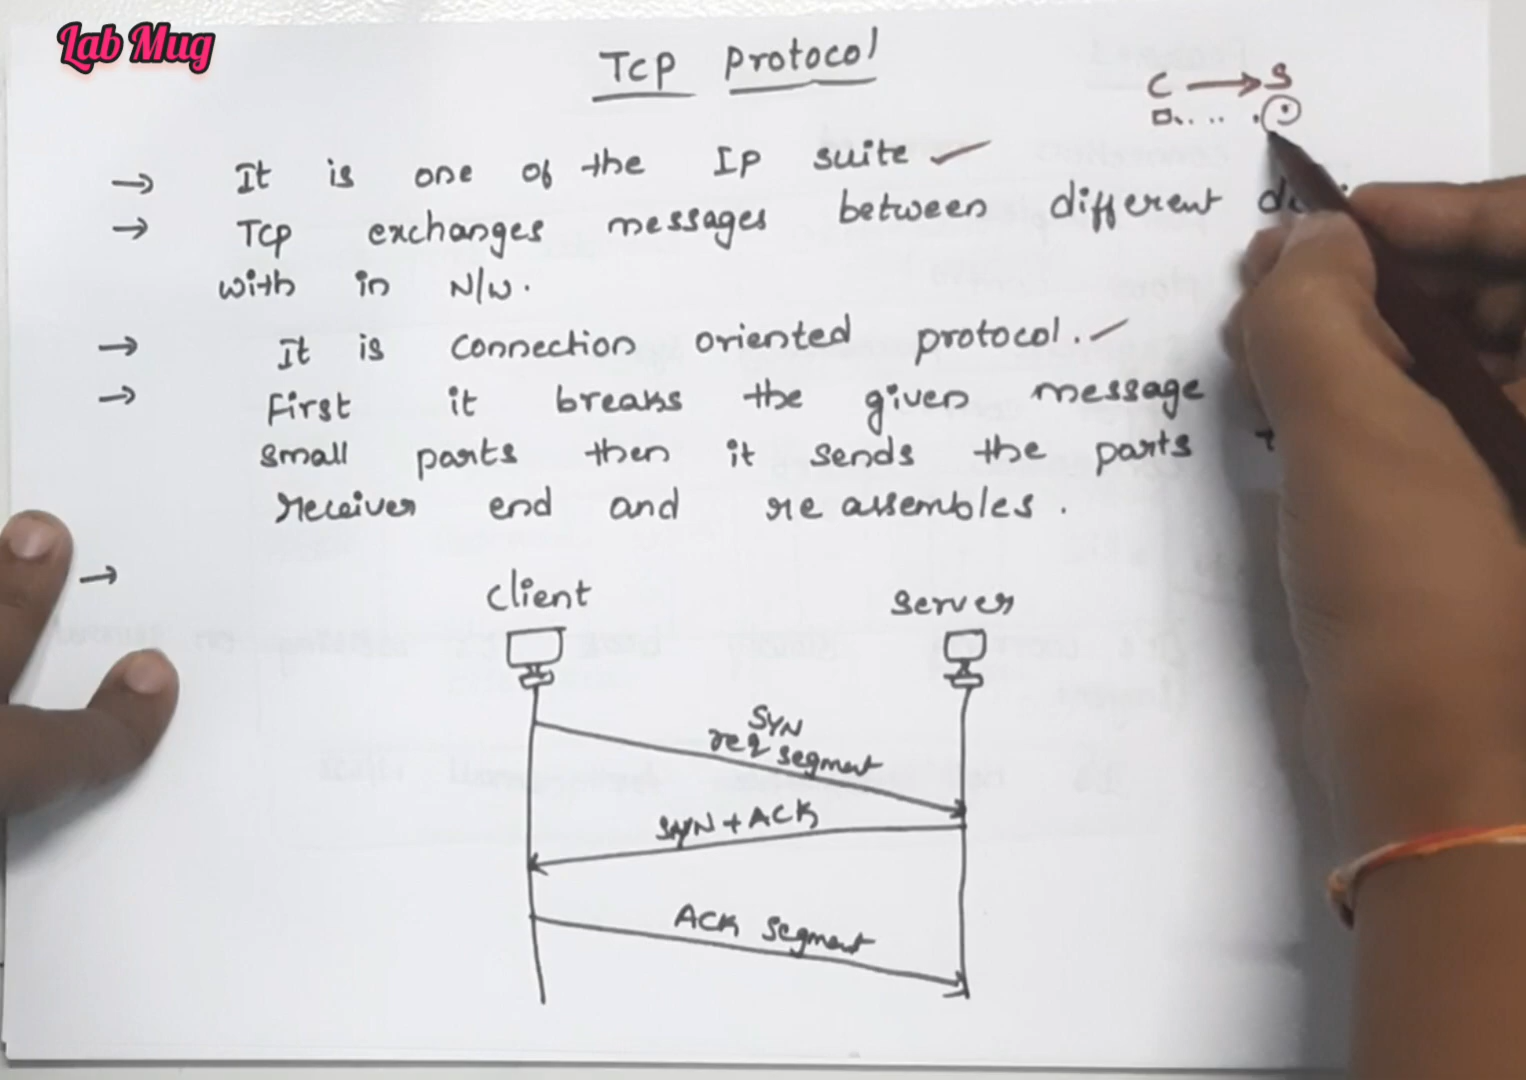 Lab Mug
TCP Protocol
C → S
→ It is one of the IP suite ✓
→ TCP exchanges messages between different
with in N/W.
→ It is connection oriented protocol. ✓
→ First it breaks the given message
small parts then it sends the parts
receiver end and re assembles.
→
client server
SYN
req segment
SYN + ACK
ACK segment